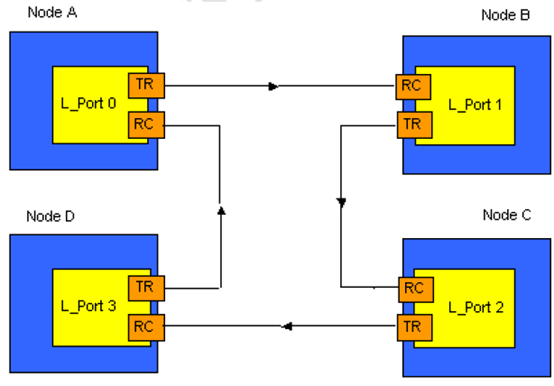 Node A
Node B
TR
L_Port 0
RC
RC
L_Port 1
TR
Node D
Node C
TR
L_Port 3
RC
RC
L_Port 2
TR